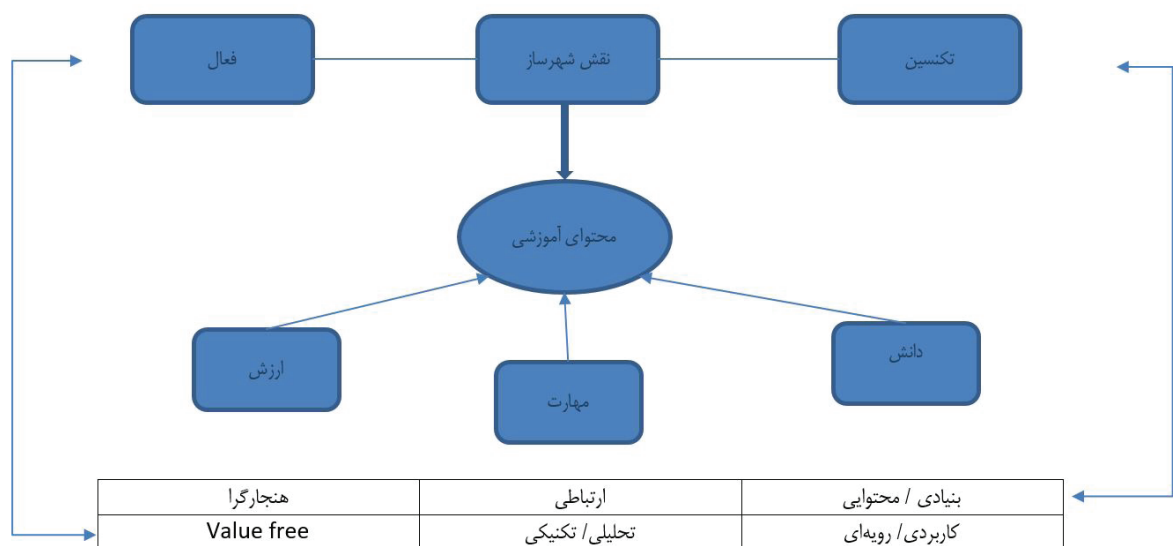 تکنسین
نقش شهرساز
فعال
محتوای آموزشی
دانش
مهارت
ارزش
بنیادی / محتوایی
ارتباطی
هنجارگرا
کاربردی/ رویه‌ای
تحلیلی/ تکنیکی
Value free